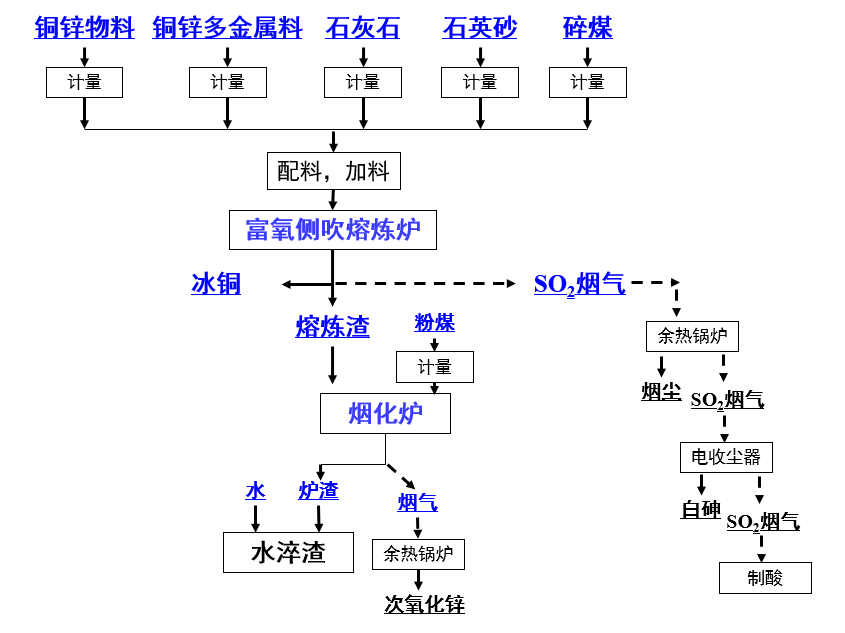 铜锌物料 铜锌多金属料 石灰石 石英砂 碎煤
计量 计量 计量 计量 计量
配料，加料
富氧侧吹熔炼炉
冰铜 SO2烟气
熔炼渣 粉煤
余热锅炉
计量
烟尘 SO2烟气
烟化炉
电收尘器
水 炉渣 烟气
白砷 SO2烟气
水淬渣 余热锅炉
制酸
次氧化锌